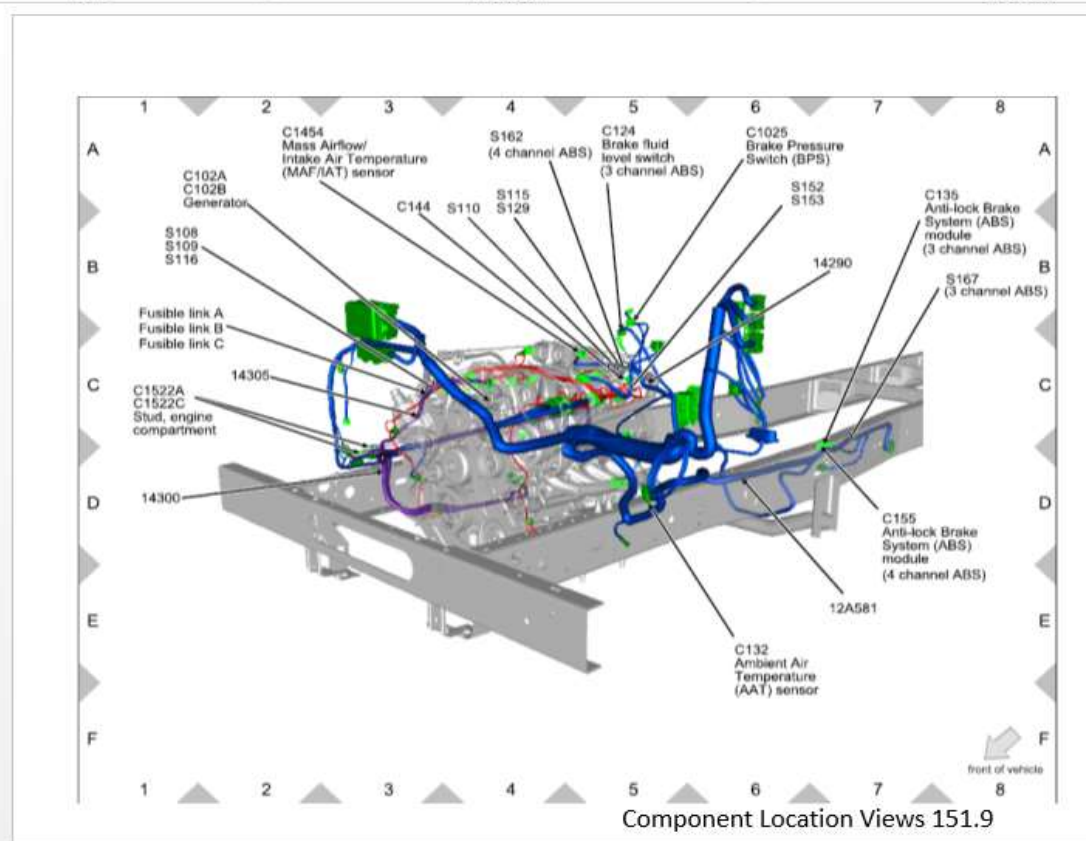 1 2 3 4 5 6 7 8
A A
B B
C C
D D
E E
F F
C1454
Mass Airflow/
Intake Air Temperature
(MAF/IAT) sensor
S162
(4 channel ABS)
C124
Brake fluid
level switch
(3 channel ABS)
C1025
Brake Pressure
Switch (BPS)
C102A
C102B
Generator
C144
S110
S115
S129
S152
S153
C135
Anti-lock Brake
System (ABS)
module
(3 channel ABS)
S108
S109
S116
14290
S167
(3 channel ABS)
Fusible link A
Fusible link B
Fusible link C
14305
C1522A
C1522C
Stud, engine
compartment
14300
C155
Anti-lock Brake
System (ABS)
module
(4 channel ABS)
12A581
C132
Ambient Air
Temperature
(AAT) sensor
front of vehicle
1 2 3 4 5 6 7 8
Component Location Views 151.9